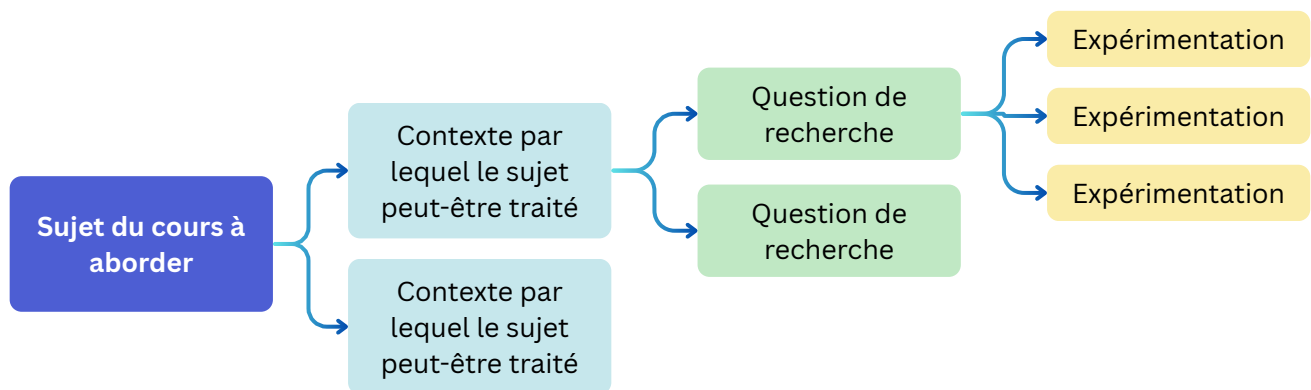 Sujet du cours à
aborder
Contexte par
lequel le sujet
peut-être traité
Contexte par
lequel le sujet
peut-être traité
Question de
recherche
Question de
recherche
Expérimentation
Expérimentation
Expérimentation